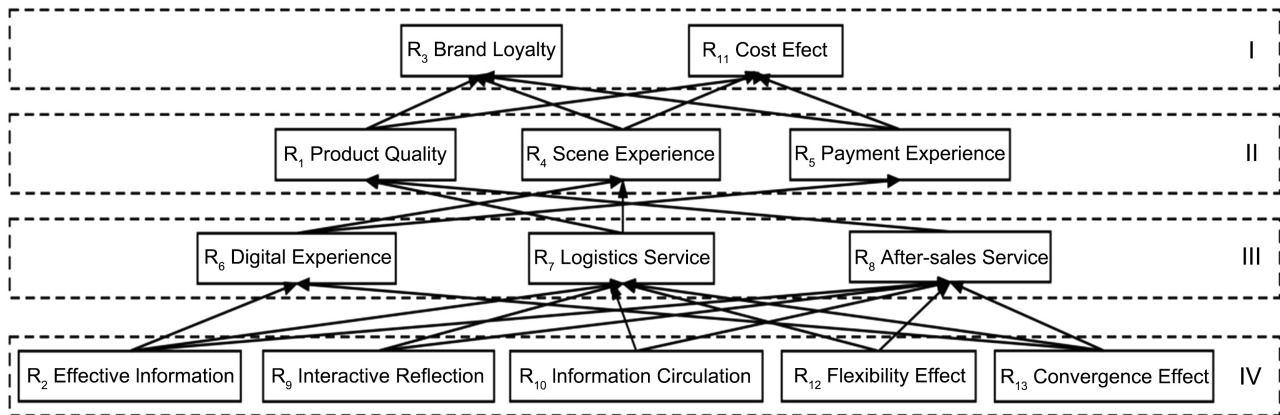 R3 Brand Loyalty
R11 Cost Efect
I
R1 Product Quality
R4 Scene Experience
R5 Payment Experience
II
R6 Digital Experience
R7 Logistics Service
R8 After-sales Service
III
R2 Effective Information
R9 Interactive Reflection
R10 Information Circulation
R12 Flexibility Effect
R13 Convergence Effect
IV